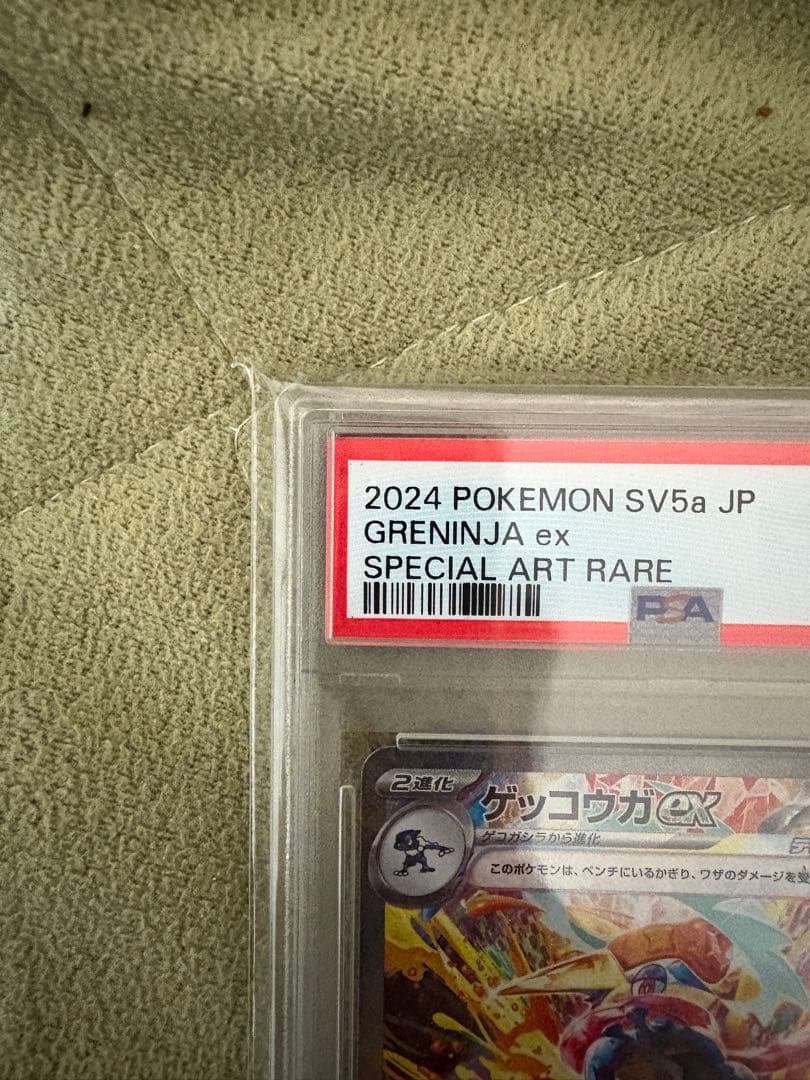 2024 POKEMON SV5a JP
GRENINJA ex
SPECIAL ART RARE
PSA
2進化
ゲッコウガex
ゲコガシラから進化
このポケモンは、ベンチにいるかぎり、ワザのダメージを受